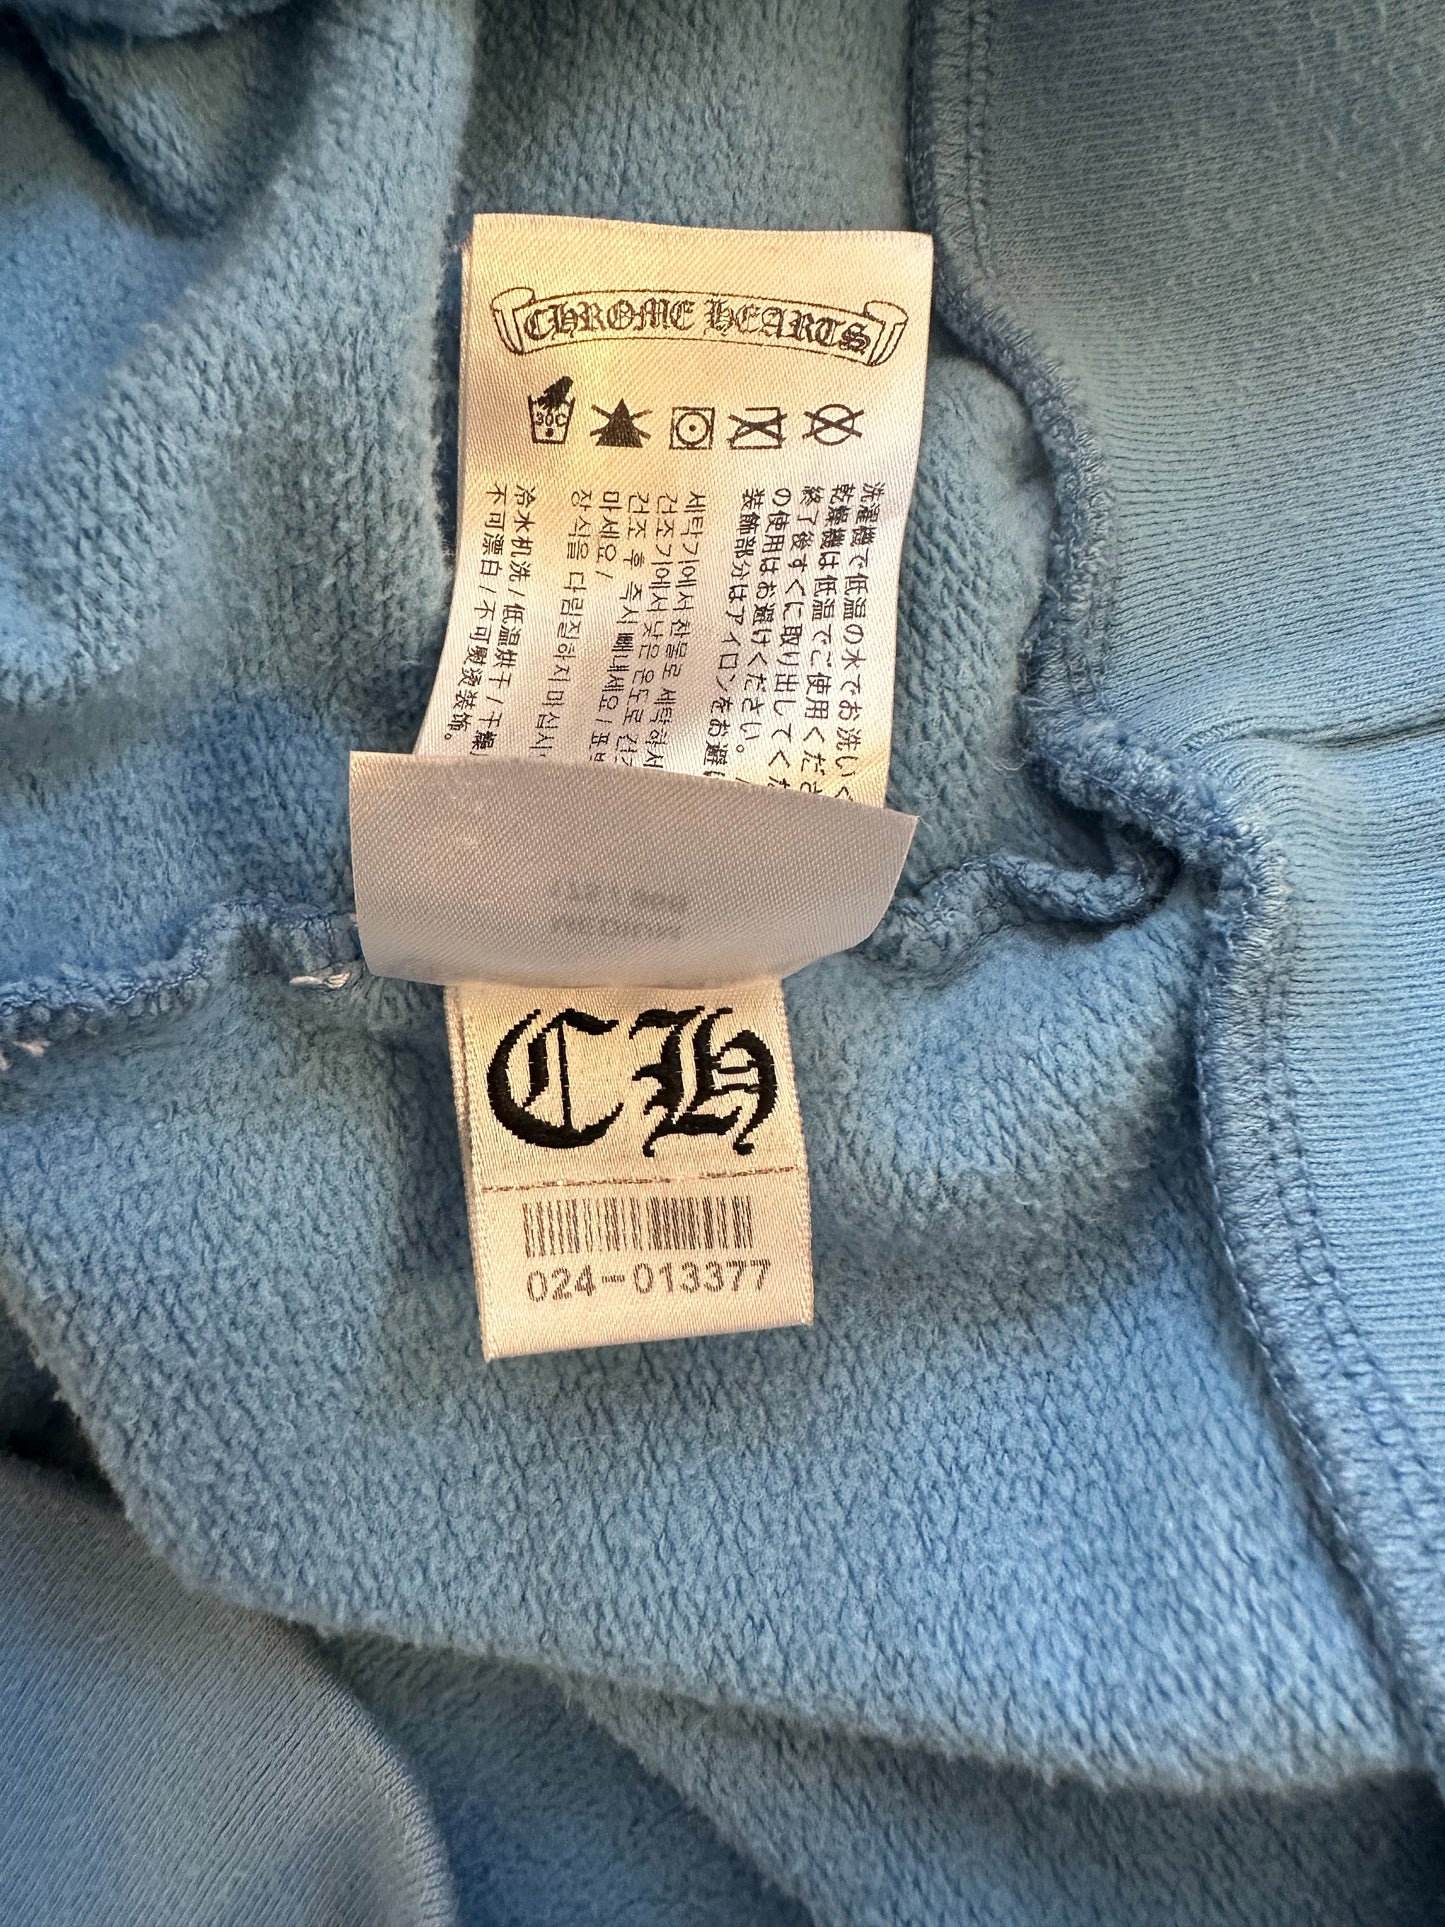 CHROME HEARTS
30C
洗濯機で低温の水でお洗いく
乾燥機は低温でご使用くださ
終了後すぐに取り出してくだ
の使用はお避けください。
装飾部分はアイロンをお避
세탁기에서 찬물로 세탁하서
건조기에서 낮은 온도로 건
건조 후 즉시 빼내세요 / 표
마세요 /
장식을 다림질하지 마십시
冷水机洗 / 低温烘干 / 干燥
不可漂白 / 不可熨烫装饰。
CH
024-013377